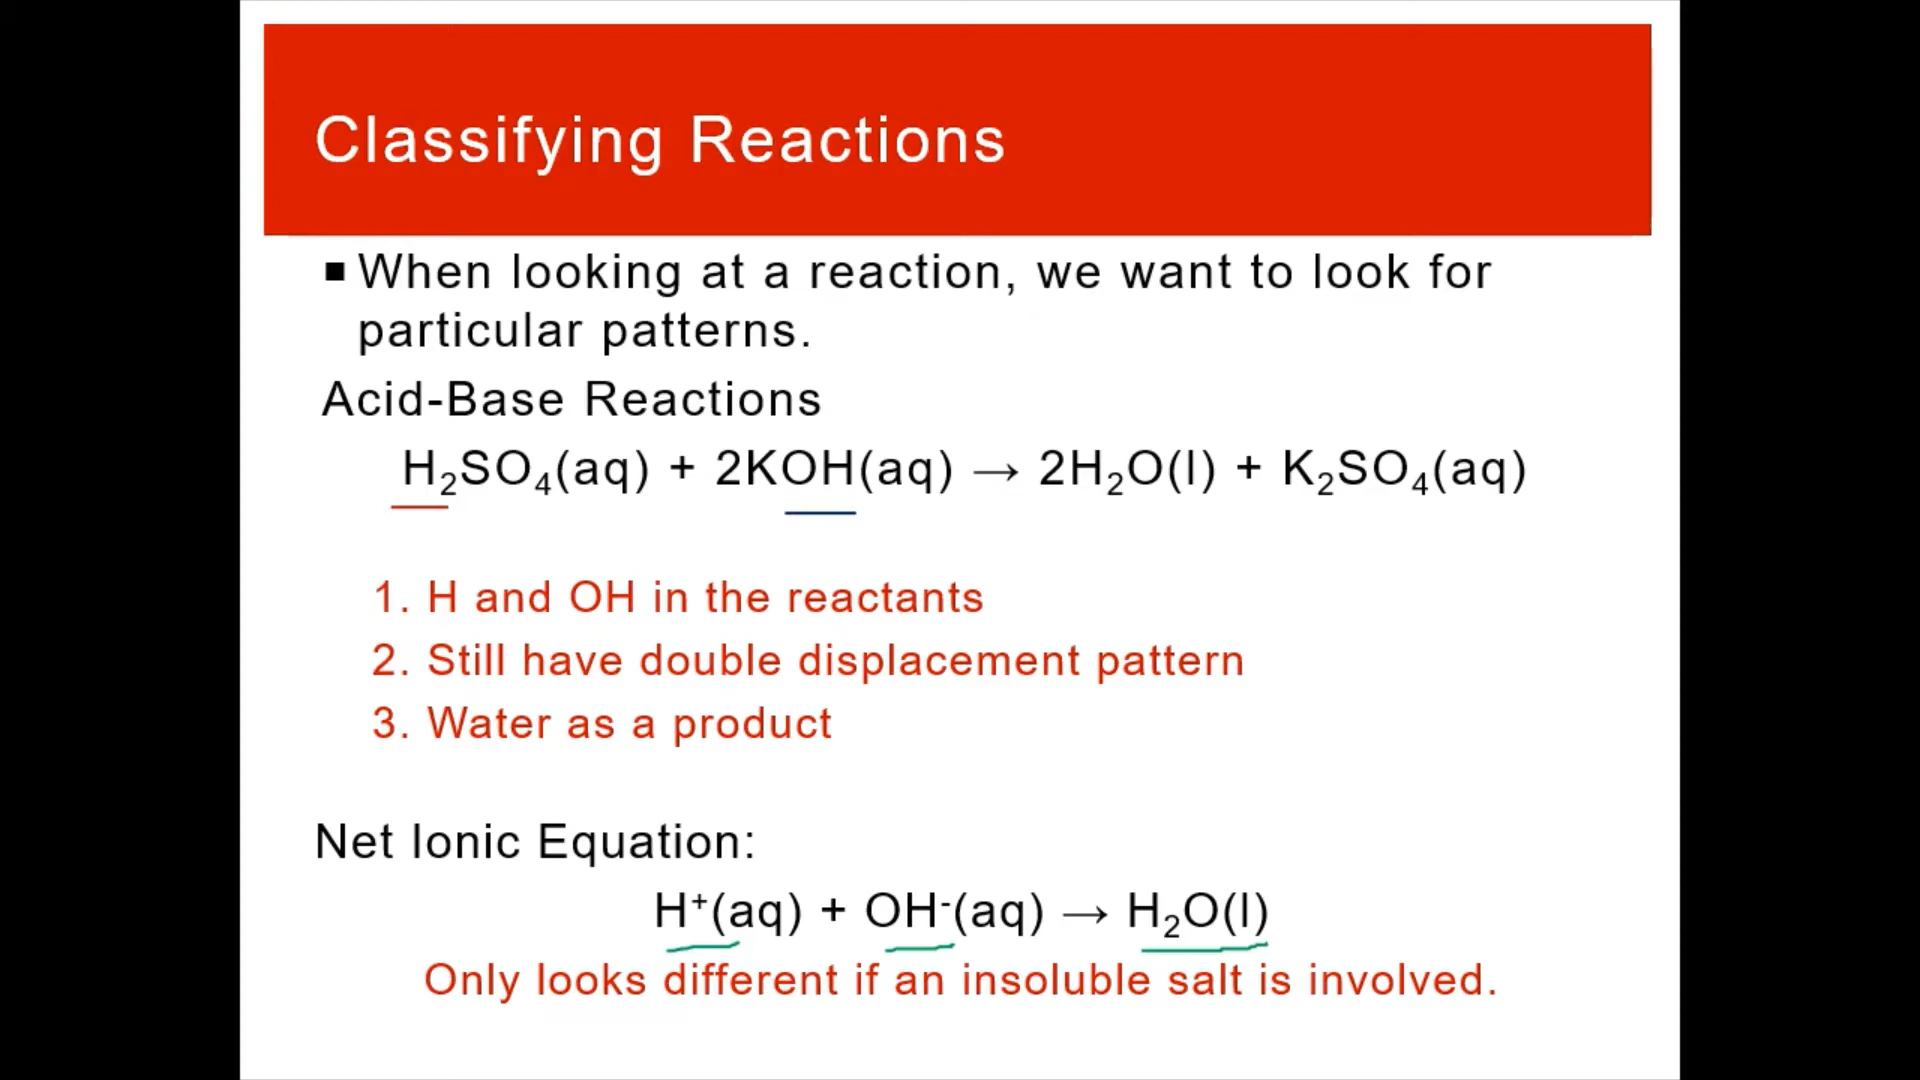 Classifying Reactions
▪ When looking at a reaction, we want to look for
particular patterns.
Acid-Base Reactions
H₂SO₄(aq) + 2KOH(aq) → 2H₂O(l) + K₂SO₄(aq)
1. H and OH in the reactants
2. Still have double displacement pattern
3. Water as a product
Net Ionic Equation:
H⁺(aq) + OH⁻(aq) → H₂O(l)
Only looks different if an insoluble salt is involved.